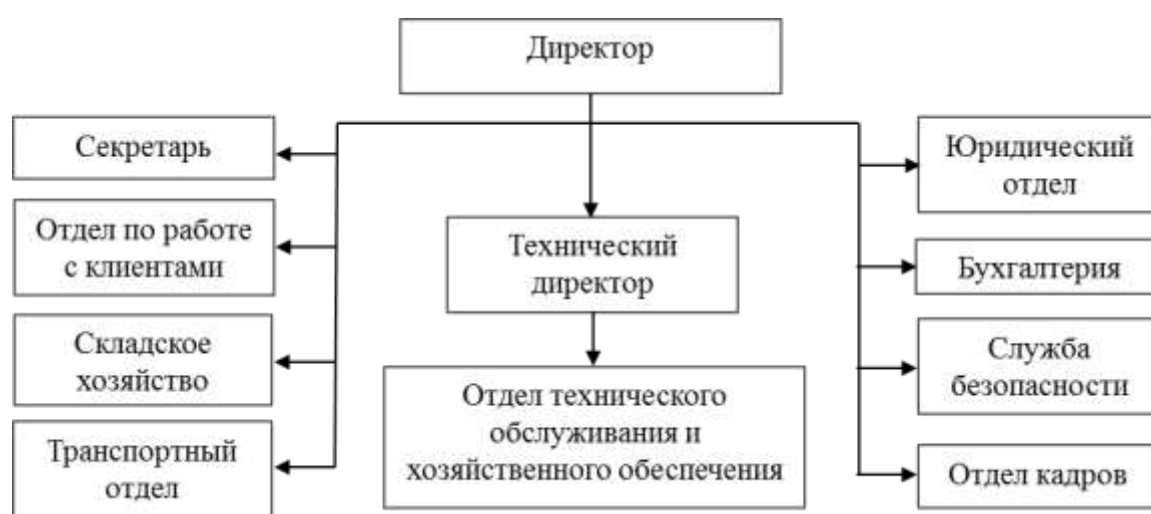 Директор
Секретарь
Отдел по работе
с клиентами
Складское
хозяйство
Транспортный
отдел
Технический
директор
Отдел технического
обслуживания и
хозяйственного обеспечения
Юридический
отдел
Бухгалтерия
Служба
безопасности
Отдел кадров